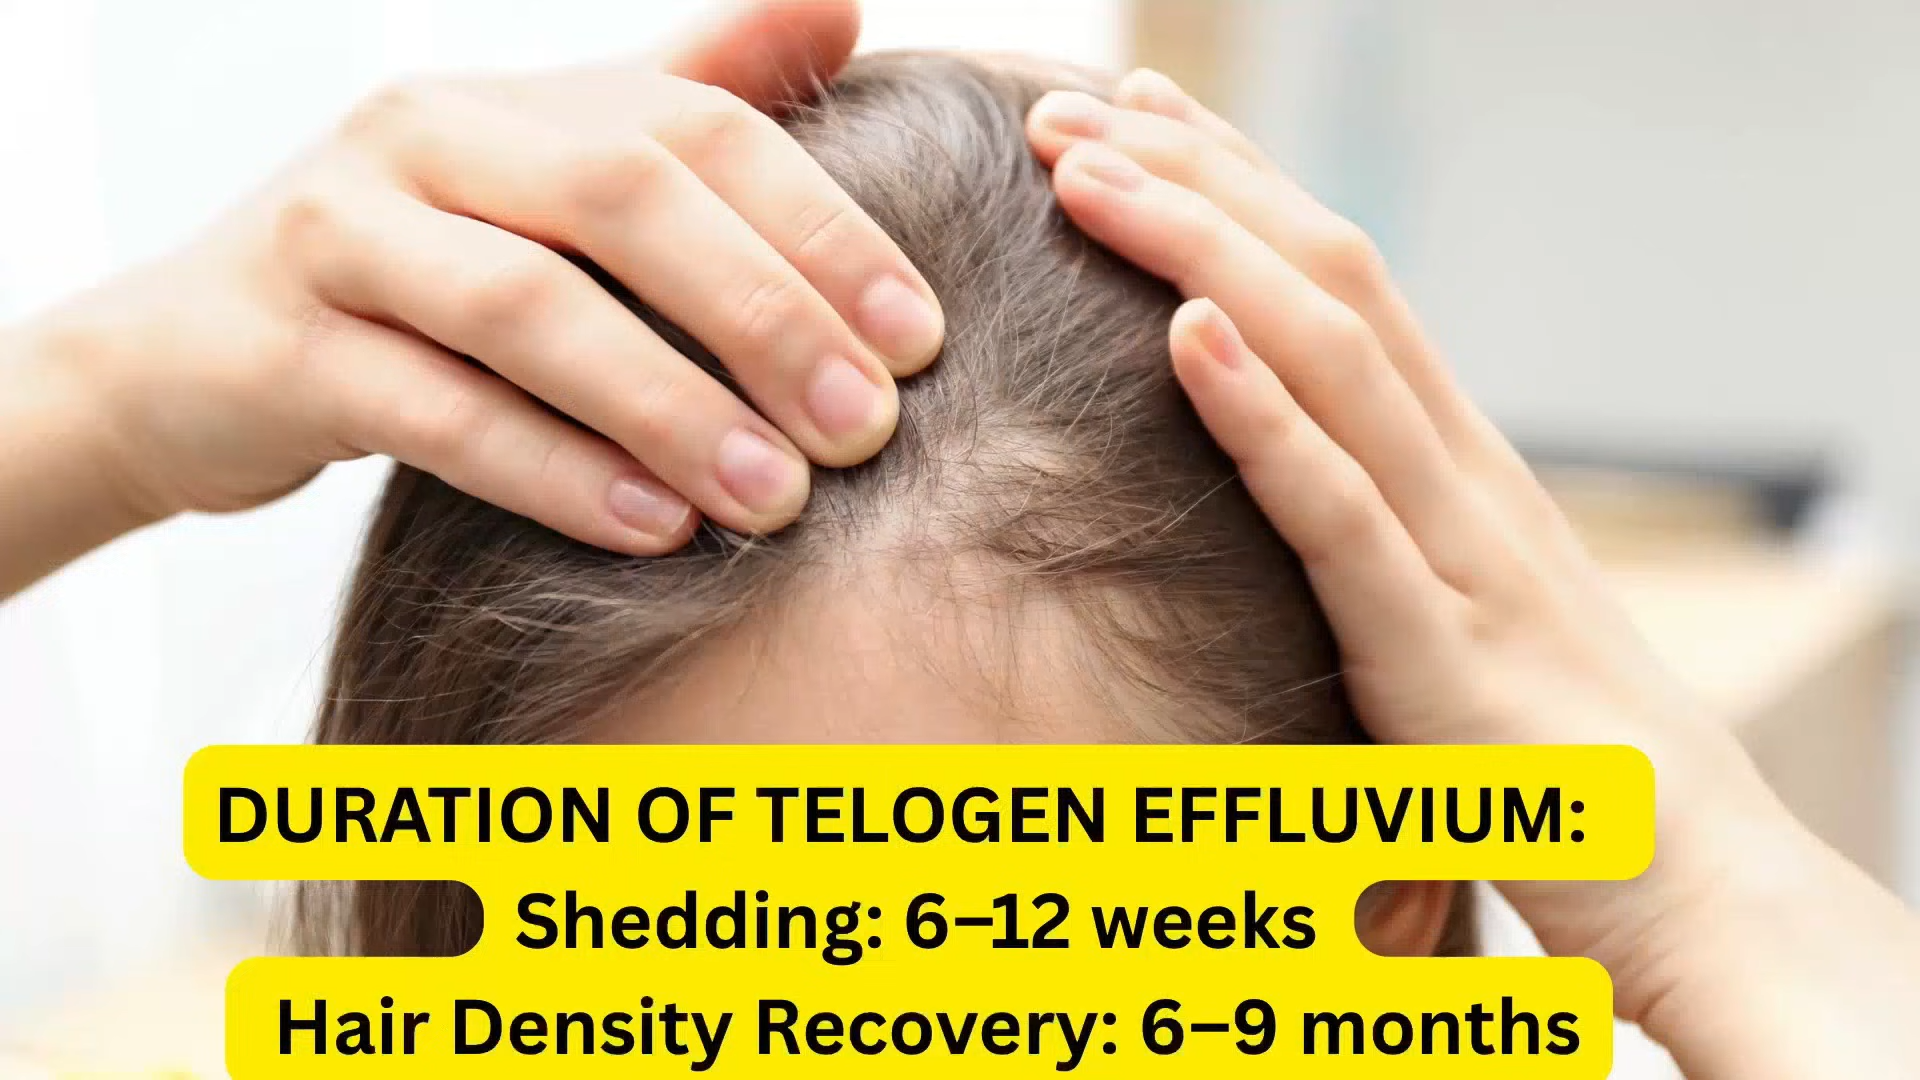 DURATION OF TELOGEN EFFLUVIUM:
Shedding: 6–12 weeks
Hair Density Recovery: 6–9 months